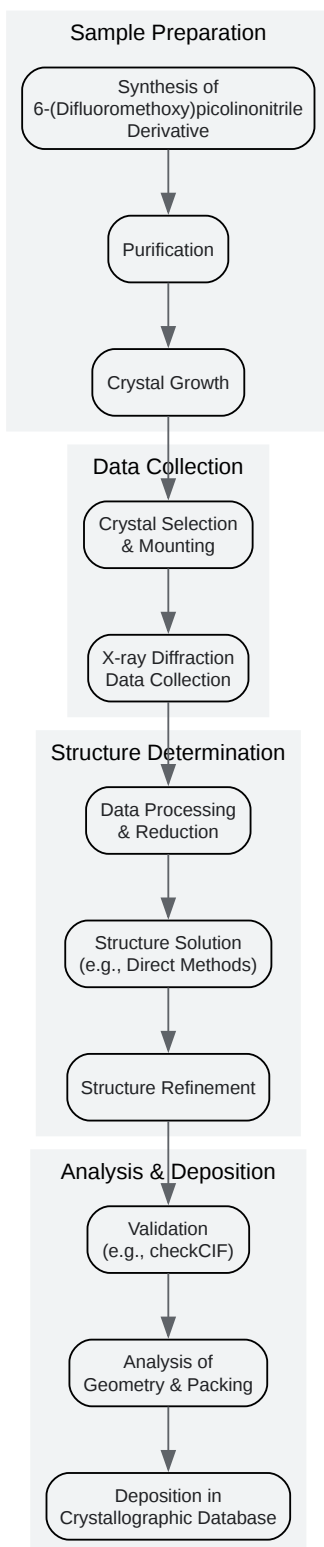 Sample Preparation
Synthesis of
6-(Difluoromethoxy)picolinonitrile
Derivative
Purification
Crystal Growth
Data Collection
Crystal Selection
& Mounting
X-ray Diffraction
Data Collection
Structure Determination
Data Processing
& Reduction
Structure Solution
(e.g., Direct Methods)
Structure Refinement
Analysis & Deposition
Validation
(e.g., checkCIF)
Analysis of
Geometry & Packing
Deposition in
Crystallographic Database